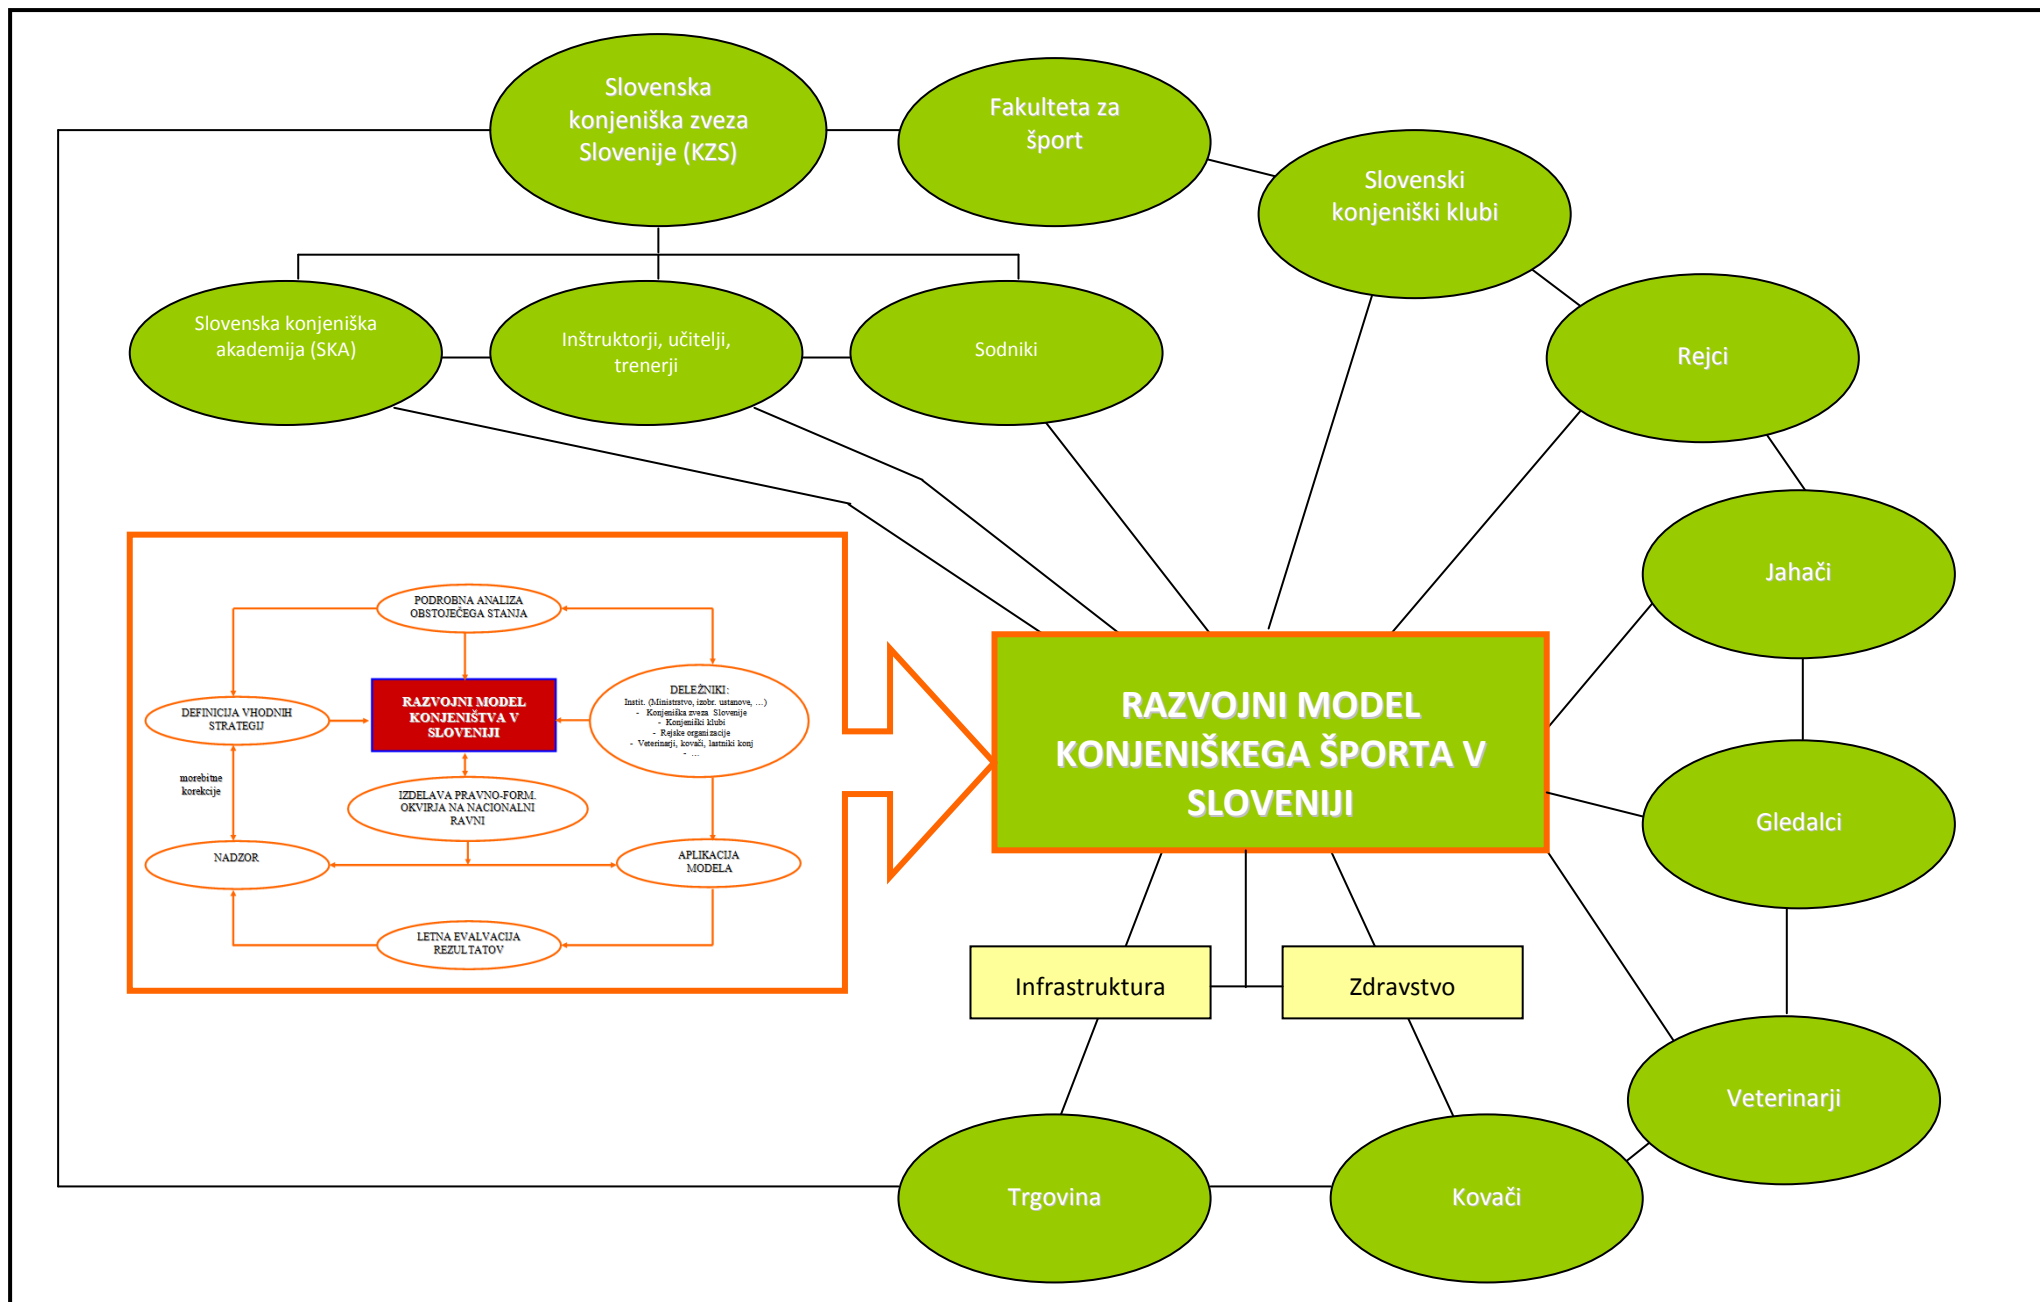 Slovenska
konjeniška zveza
Slovenije (KZS)
Fakulteta za
šport
Slovenski
konjeniški klubi
Slovenska konjeniška
akademija (SKA)
Inštruktorji, učitelji,
trenerji
Sodniki
Rejci
Jahači
Gledalci
Veterinarji
Kovači
Trgovina
Infrastruktura
Zdravstvo
RAZVOJNI MODEL
KONJENIŠKEGA ŠPORTA V
SLOVENIJI
PODROBNA ANALIZA
OBSTOJEČEGA STANJA
DEFINICIJA VHODNIH
STRATEGIJ
RAZVOJNI MODEL
KONJENIŠTVA V
SLOVENIJI
DELEŽNIKI:
Instit. (Ministrstvo, izobr. ustanove, ...)
- Konjeniška zveza Slovenije
- Konjeniški klubi
- Rejske organizacije
- Veterinarji, kovači, lastniki konj
- ...
morebitne
korekcije
IZDELAVA PRAVNO-FORM.
OKVIRJA NA NACIONALNI
RAVNI
NADZOR
APLIKACIJA
MODELA
LETNA EVALVACIJA
REZULTATOV